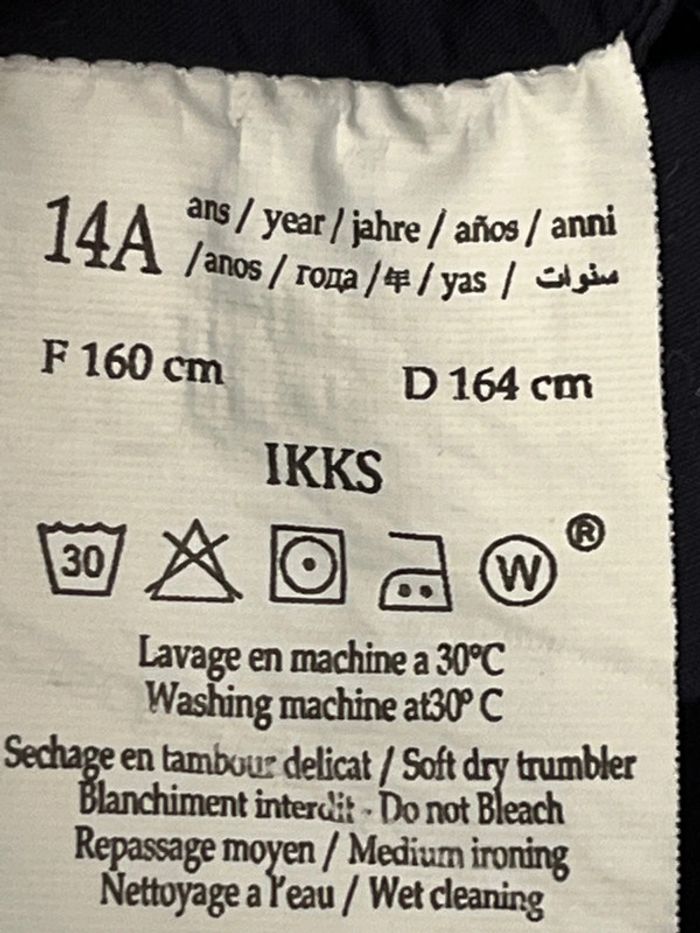 14A ans / year / jahre / años / anni
/anos / года /年 / yas / سنوات
F 160 cm D 164 cm
IKKS
30 W ®
Lavage en machine a 30°C
Washing machine at30° C
Sechage en tambour delicat / Soft dry trumbler
Blanchiment interdit - Do not Bleach
Repassage moyen / Medium ironing
Nettoyage a l'eau / Wet cleaning